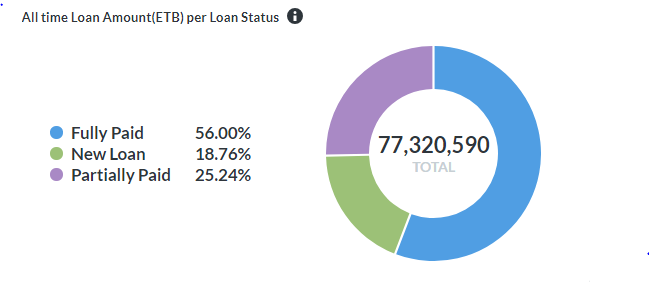 All time Loan Amount(ETB) per Loan Status
Fully Paid 56.00%
New Loan 18.76%
Partially Paid 25.24%
77,320,590
TOTAL